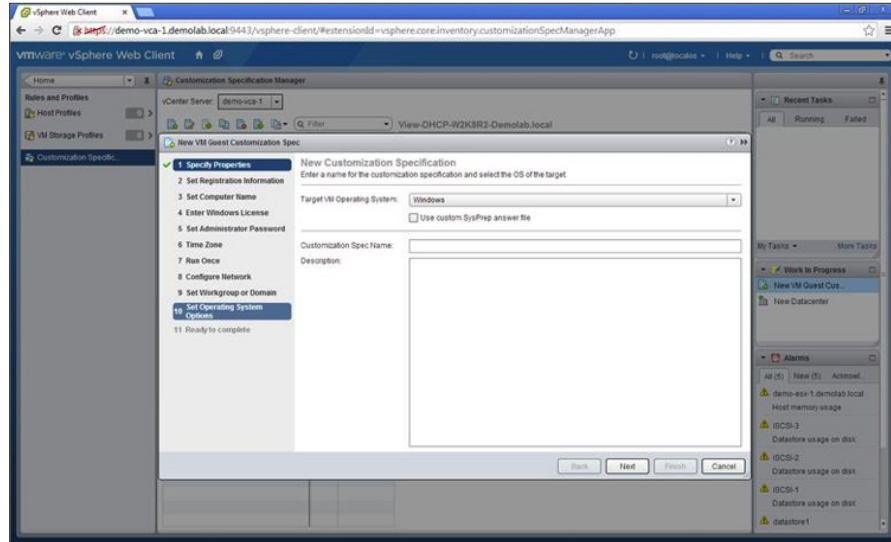 vSphere Web Client
https://demo-vca-1.demolab.local:9443/vsphere-client/#extensionId=vsphere.core.inventory.customizationSpecManagerApp
vmware vSphere Web Client
root@localos
Help
Search
Home
Rules and Profiles
Host Profiles
VM Storage Profiles
Customization Specific...
Customization Specification Manager
vCenter Server: demo-vca-1
Filter
View-DHCP-W2K8R2-Demolab.local
New VM Guest Customization Spec
1 Specify Properties
2 Set Registration Information
3 Set Computer Name
4 Enter Windows License
5 Set Administrator Password
6 Time Zone
7 Run Once
8 Configure Network
9 Set Workgroup or Domain
10 Set Operating System
Options
11 Ready to complete
New Customization Specification
Enter a name for the customization specification and select the OS of the target
Target VM Operating System: Windows
Use custom SysPrep answer file
Customization Spec Name:
Description:
Back Next Finish Cancel
Recent Tasks
All Running Failed
My Tasks More Tasks
Work In Progress
New VM Guest Cus...
New Datacenter
Alarms
All (5) New (5) Acknowl...
demo-esx-1.demolab.local
Host memory usage
iSCSI-3
Datastore usage on disk
iSCSI-2
Datastore usage on disk
iSCSI-1
Datastore usage on disk
datastore1